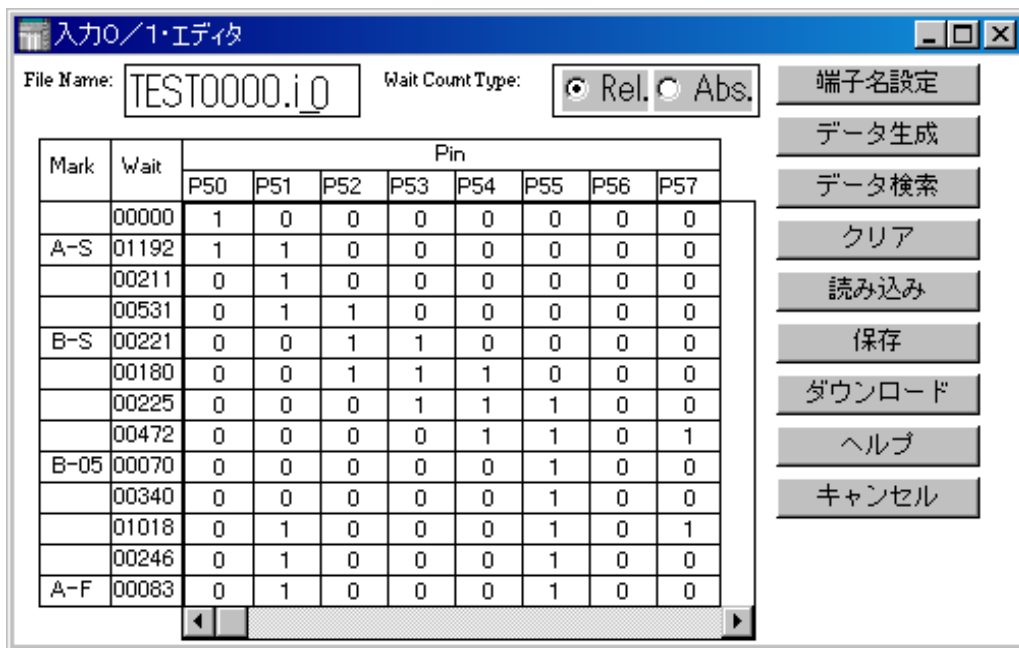 入力0／1・エディタ
File Name: TEST0000.i_0 Wait Count Type: Rel. Abs.
端子名設定
データ生成
データ検索
クリア
読み込み
保存
ダウンロード
ヘルプ
キャンセル
Mark Wait Pin
P50 P51 P52 P53 P54 P55 P56 P57
00000 1 0 0 0 0 0 0 0
A-S 01192 1 1 0 0 0 0 0 0
00211 0 1 0 0 0 0 0 0
00531 0 1 1 0 0 0 0 0
B-S 00221 0 0 1 1 0 0 0 0
00180 0 0 1 1 1 0 0 0
00225 0 0 0 1 1 1 0 0
00472 0 0 0 0 1 1 0 1
B-05 00070 0 0 0 0 0 1 0 0
00340 0 0 0 0 0 1 0 0
01018 0 1 0 0 0 1 0 1
00246 0 1 0 0 0 1 0 0
A-F 00083 0 1 0 0 0 1 0 0